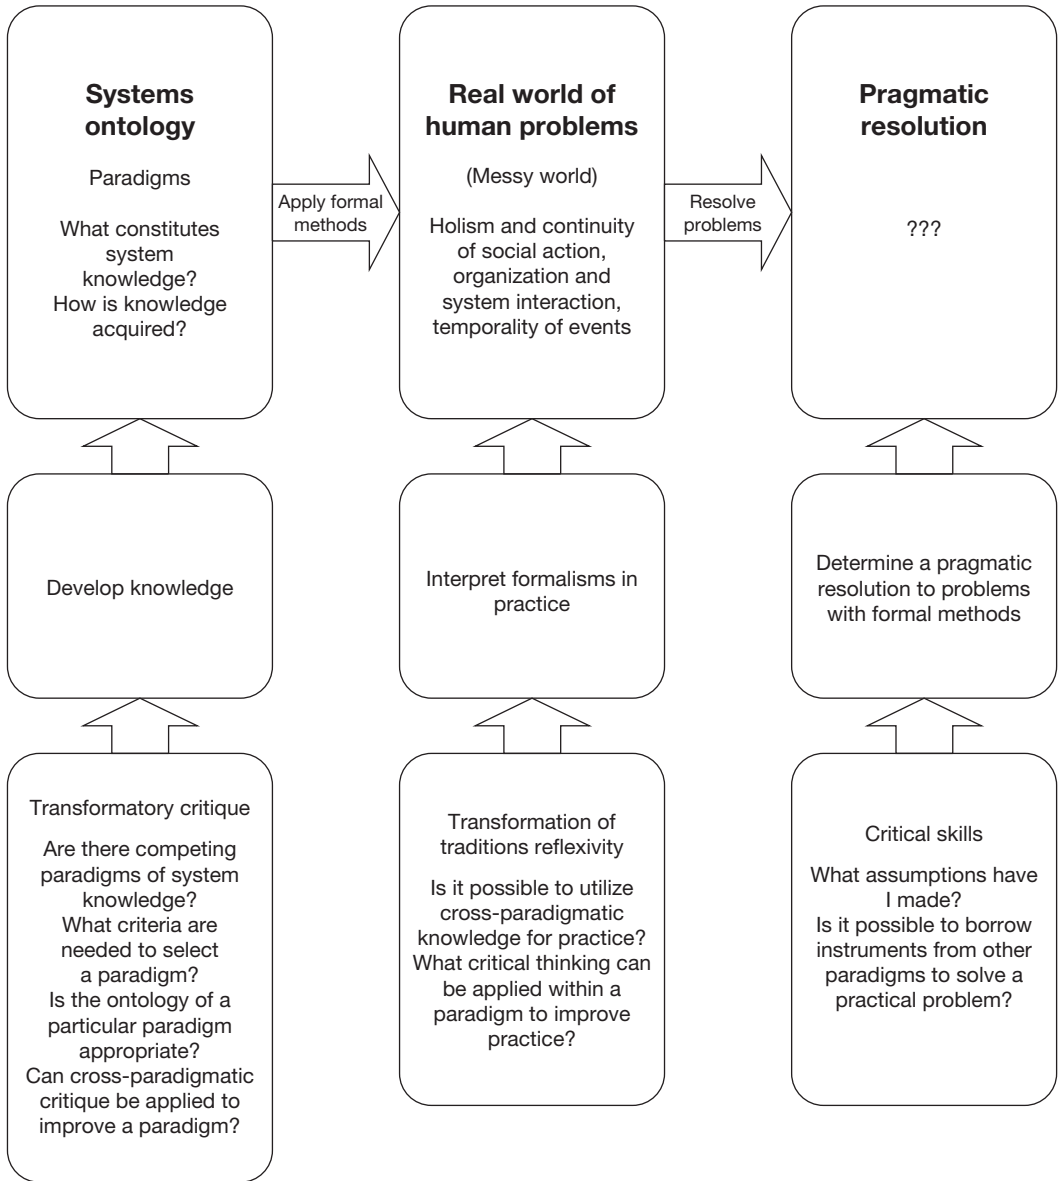 Systems
ontology
Paradigms
What constitutes
system
knowledge?
How is knowledge
acquired?
Apply formal
methods
Real world of
human problems
(Messy world)
Holism and continuity
of social action,
organization and
system interaction,
temporality of events
Resolve
problems
Pragmatic
resolution
???
Develop knowledge
Interpret formalisms in
practice
Determine a pragmatic
resolution to problems
with formal methods
Transformatory critique
Are there competing
paradigms of system
knowledge?
What criteria are
needed to select
a paradigm?
Is the ontology of a
particular paradigm
appropriate?
Can cross-paradigmatic
critique be applied to
improve a paradigm?
Transformation of
traditions reflexivity
Is it possible to utilize
cross-paradigmatic
knowledge for practice?
What critical thinking can
be applied within a
paradigm to improve
practice?
Critical skills
What assumptions have
I made?
Is it possible to borrow
instruments from other
paradigms to solve a
practical problem?